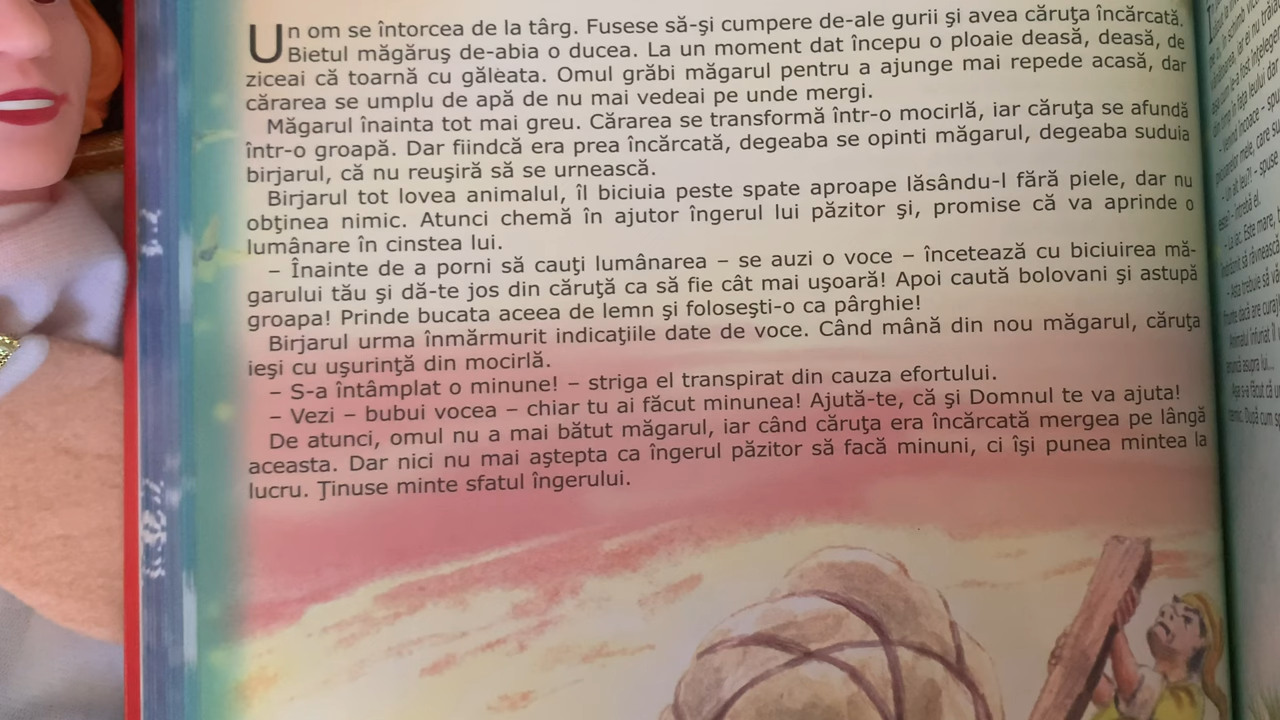 Un om se întorcea de la târg. Fusese să-şi cumpere de-ale gurii şi avea căruţa încărcată.
Bietul măgăruş de-abia o ducea. La un moment dat începu o ploaie deasă, deasă, de
ziceai că toarnă cu găleata. Omul grăbi măgarul pentru a ajunge mai repede acasă, dar
cărarea se umplu de apă de nu mai vedeai pe unde mergi.
Măgarul înainta tot mai greu. Cărarea se transformă într-o mocirlă, iar căruţa se afundă
într-o groapă. Dar fiindcă era prea încărcată, degeaba se opinti măgarul, degeaba suduia
birjarul, că nu reuşiră să se urnească.
Birjarul tot lovea animalul, îl biciuia peste spate aproape lăsându-l fără piele, dar nu
obţinea nimic. Atunci chemă în ajutor îngerul lui păzitor şi, promise că va aprinde o
lumânare în cinstea lui.
– Înainte de a porni să cauţi lumânarea – se auzi o voce – încetează cu biciuirea mă-
garului tău şi dă-te jos din căruţă ca să fie cât mai uşoară! Apoi caută bolovani şi astupă
groapa! Prinde bucata aceea de lemn şi foloseşti-o ca pârghie!
Birjarul urma înmărmurit indicaţiile date de voce. Când mână din nou măgarul, căruţa
ieşi cu uşurinţă din mocirlă.
– S-a întâmplat o minune! – striga el transpirat din cauza efortului.
– Vezi – bubui vocea – chiar tu ai făcut minunea! Ajută-te, că şi Domnul te va ajuta!
De atunci, omul nu a mai bătut măgarul, iar când căruţa era încărcată mergea pe lângă
aceasta. Dar nici nu mai aştepta ca îngerul păzitor să facă minuni, ci îşi punea mintea la
lucru. Ţinuse minte sfatul îngerului.